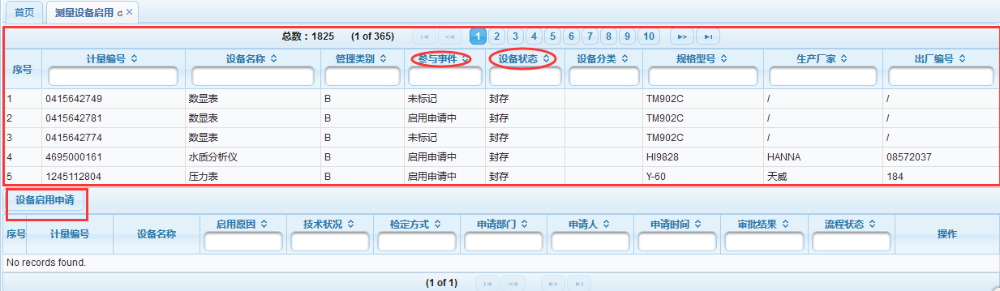 首页 测量设备启用
总数：1825 (1 of 365) 1 2 3 4 5 6 7 8 9 10
序号 计量编号 设备名称 管理类别 参与事件 设备状态 设备分类 规格型号 生产厂家 出厂编号
1 0415642749 数显表 B 未标记 封存 TM902C / /
2 0415642781 数显表 B 启用申请中 封存 TM902C / /
3 0415642774 数显表 B 未标记 封存 TM902C / /
4 4695000161 水质分析仪 B 启用申请中 封存 HI9828 HANNA 08572037
5 1245112804 压力表 B 启用申请中 封存 Y-60 天威 184
设备启用申请
序号 计量编号 设备名称 启用原因 技术状况 检定方式 申请部门 申请人 申请时间 审批结果 流程状态 操作
No records found.
(1 of 1)